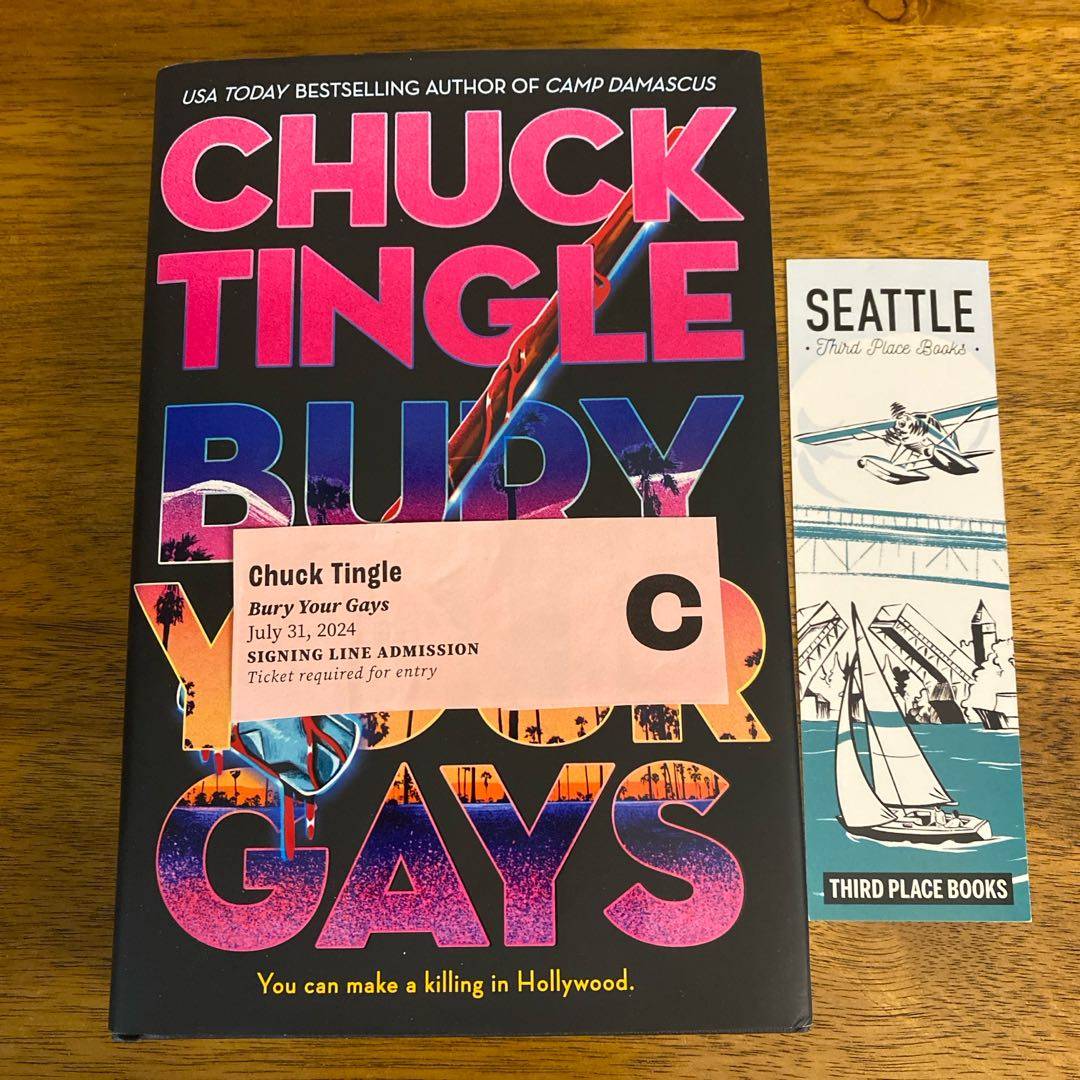 USA TODAY BESTSELLING AUTHOR OF CAMP DAMASCUS
CHUCK
TINGLE
BURY
YOUR
GAYS
You can make a killing in Hollywood.
Chuck Tingle
Bury Your Gays
July 31, 2024
SIGNING LINE ADMISSION
Ticket required for entry
C
SEATTLE
• Third Place Books •
THIRD PLACE BOOKS